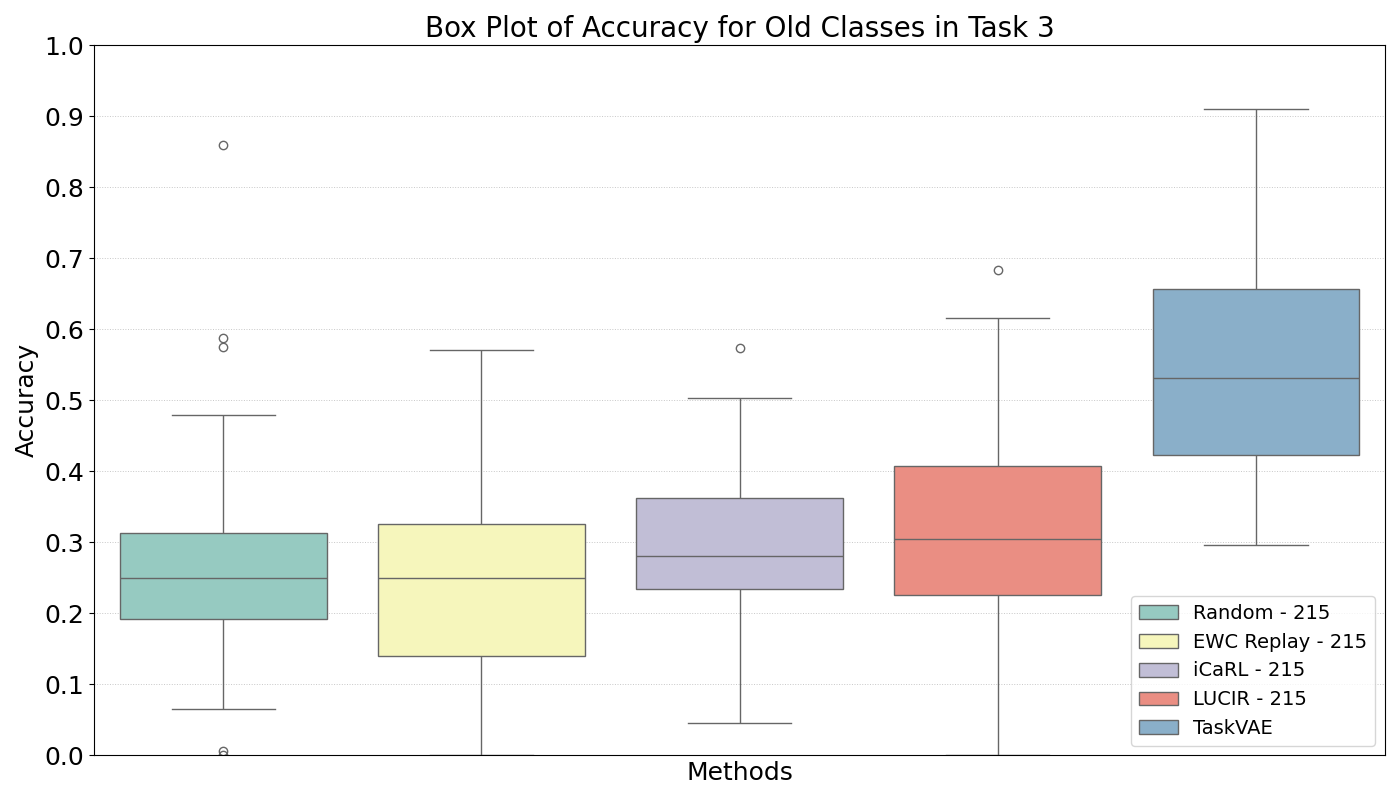 Box Plot of Accuracy for Old Classes in Task 3
1.0
0.9
0.8
0.7
0.6
0.5
0.4
0.3
0.2
0.1
0.0
Accuracy
Methods
Random - 215
EWC Replay - 215
iCaRL - 215
LUCIR - 215
TaskVAE